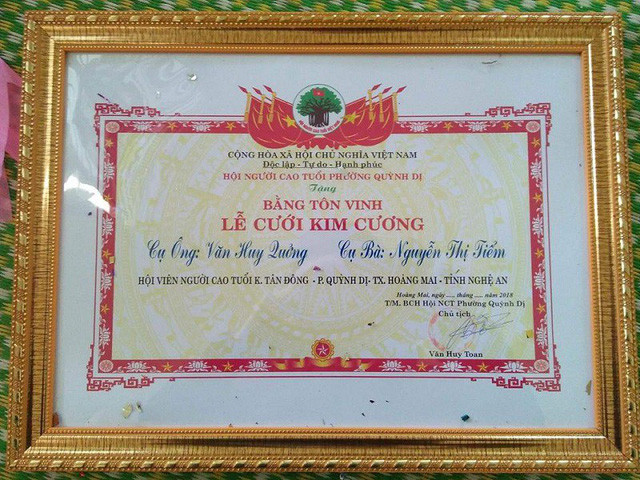 CỘNG HÒA XÃ HỘI CHỦ NGHĨA VIỆT NAM
Độc lập - Tự do - Hạnh phúc
HỘI NGƯỜI CAO TUỔI PHƯỜNG QUỲNH DỊ
Tặng
BẰNG TÔN VINH
LỄ CƯỚI KIM CƯƠNG
Cụ Ông: Văn Huy Quởng Cụ Bà: Nguyễn Thị Tiểm
HỘI VIÊN NGƯỜI CAO TUỔI K. TÂN ĐÔNG - P. QUỲNH DỊ- TX. HOÀNG MAI - TỈNH NGHỆ AN
Hoàng Mai, ngày .... tháng .... năm 2018
T/M. BCH Hội NCT Phường Quỳnh Dị
Chủ tịch
Văn Huy Toan